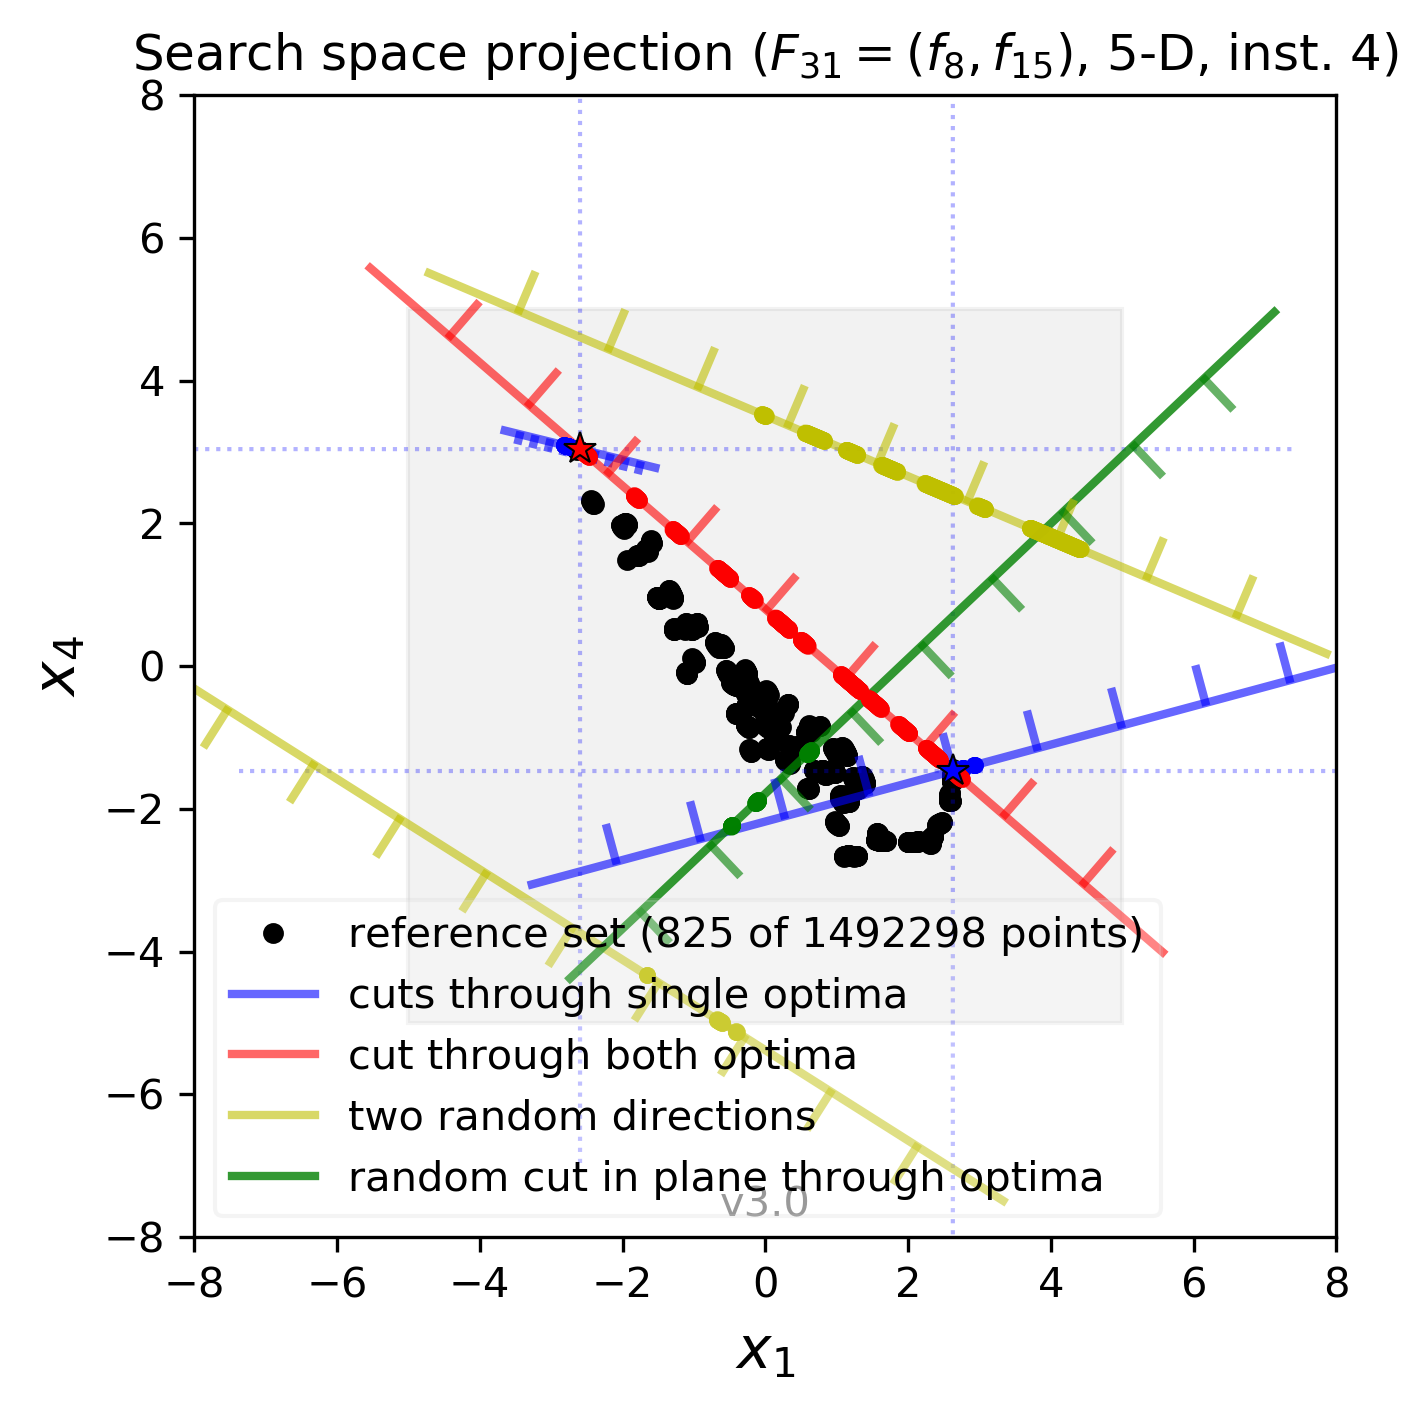 Search space projection (F₃₁ = (f₈, f₁₅), 5-D, inst. 4)
8
6
4
2
0
−2
−4
−6
−8
x₄
reference set (825 of 1492298 points)
cuts through single optima
cut through both optima
two random directions
random cut in plane through optima
v3.0
−8 −6 −4 −2 0 2 4 6 8
x₁